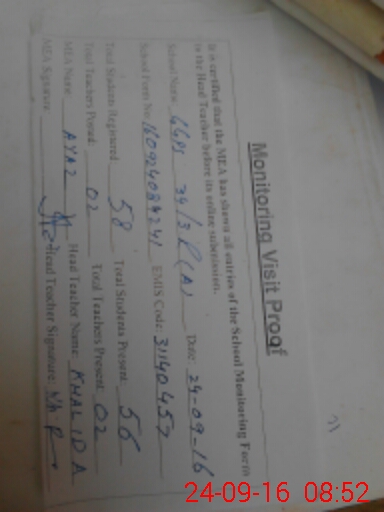 Monitoring Visit Proof
It is certified that the MEA has shown all entries of the School Monitoring Form
to the Head Teacher before its online submission.
School Name: GGPS 34/3R (A) Date: 24-09-16
School Form No: EMIS Code: 31140457
Total Students Registered: 58 Total Students Present: 56
Total Teachers Posted: 02 Total Teachers Present: 02
MEA Name: AYAZ Head Teacher Name: KHALIDA
MEA Signature: Head Teacher Signature:
24-09-16 08:52